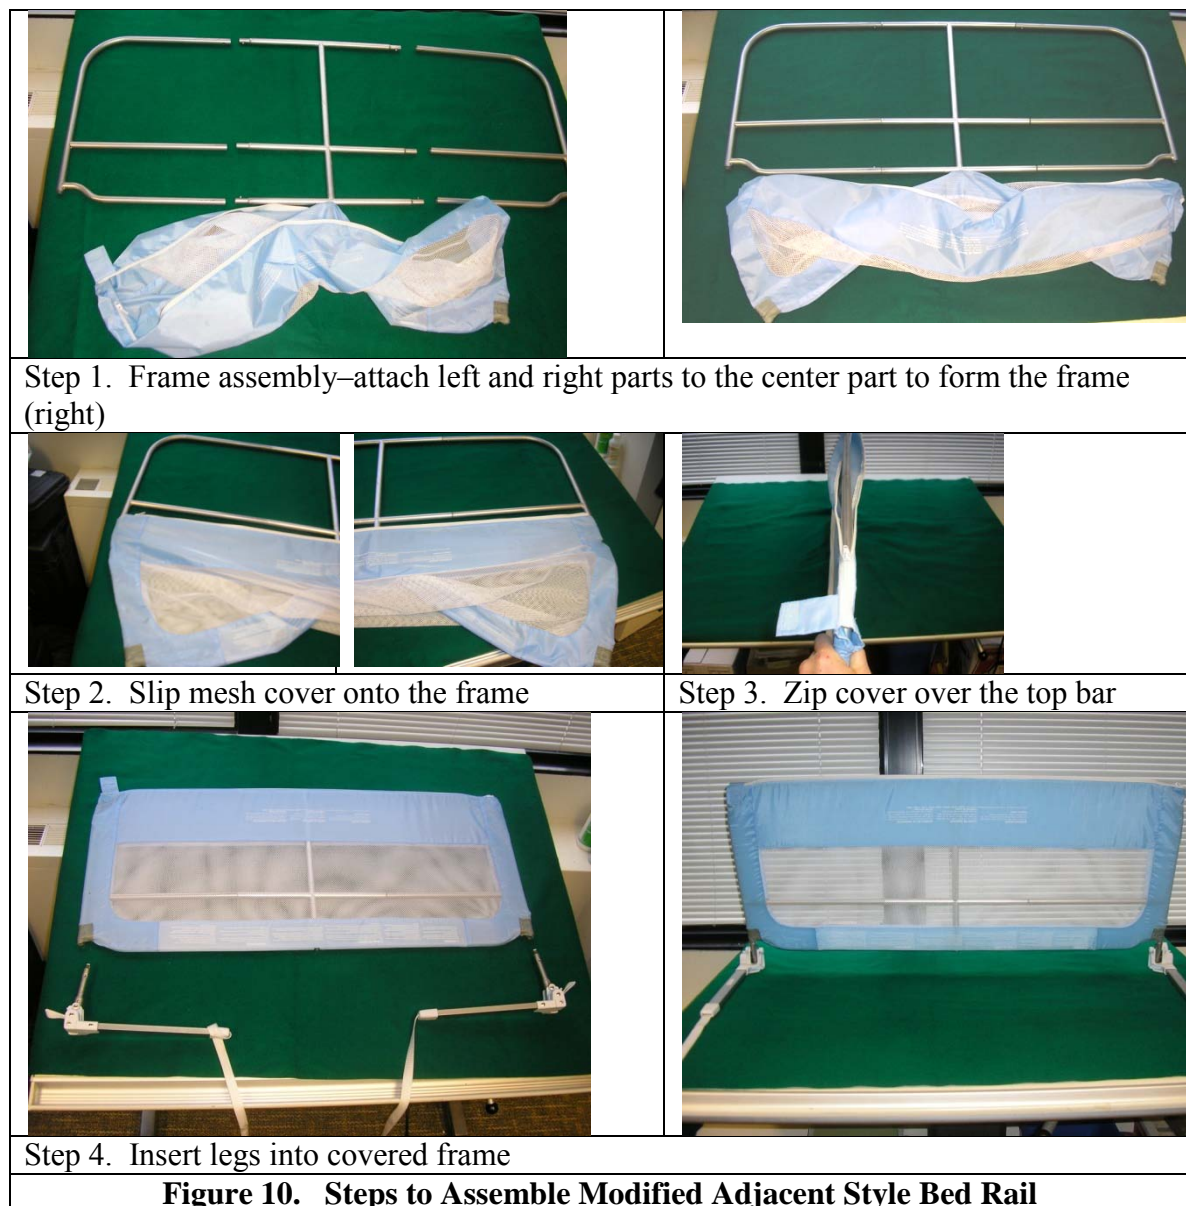 Step 1.  Frame assembly–attach left and right parts to the center part to form the frame
(right)
Step 2.  Slip mesh cover onto the frame
Step 3.  Zip cover over the top bar
Step 4.  Insert legs into covered frame
Figure 10.   Steps to Assemble Modified Adjacent Style Bed Rail